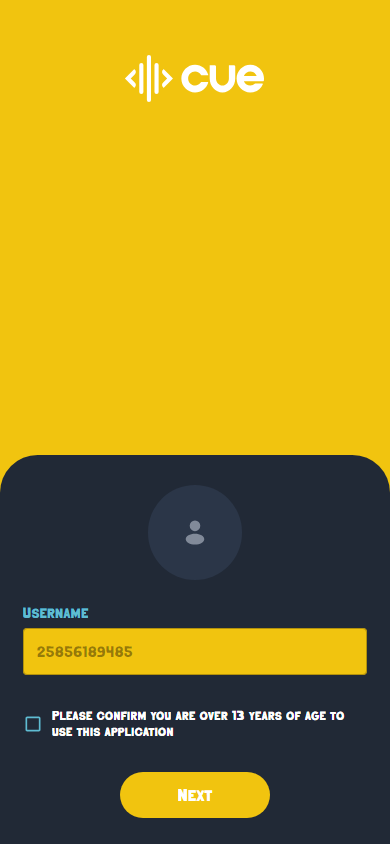 cue
Username
25856189485
Please confirm you are over 13 years of age to
use this application
Next